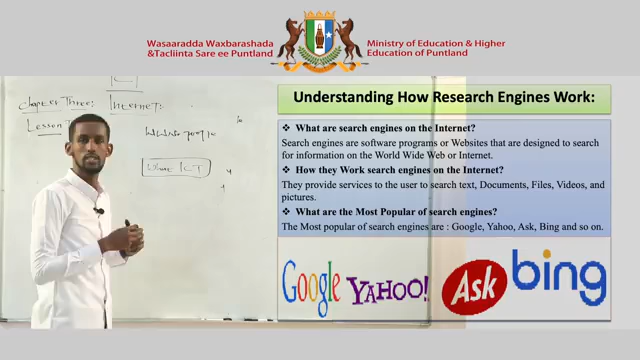 Wasaaradda Waxbarashada
&Tacliinta Sare ee Puntland
Ministry of Education & Higher
Education of Puntland
ICT
Chapter Three: Internet:
Lesson
Understanding How Research Engines Work:
❖ What are search engines on the Internet?
Search engines are software programs or Websites that are designed to search
for information on the World Wide Web or Internet.
❖ How they Work search engines on the Internet?
They provide services to the user to search text, Documents, Files, Videos, and
pictures.
❖ What are the Most Popular of search engines?
The Most popular of search engines are : Google, Yahoo, Ask, Bing and so on.
Google
YAHOO!
Ask
bing